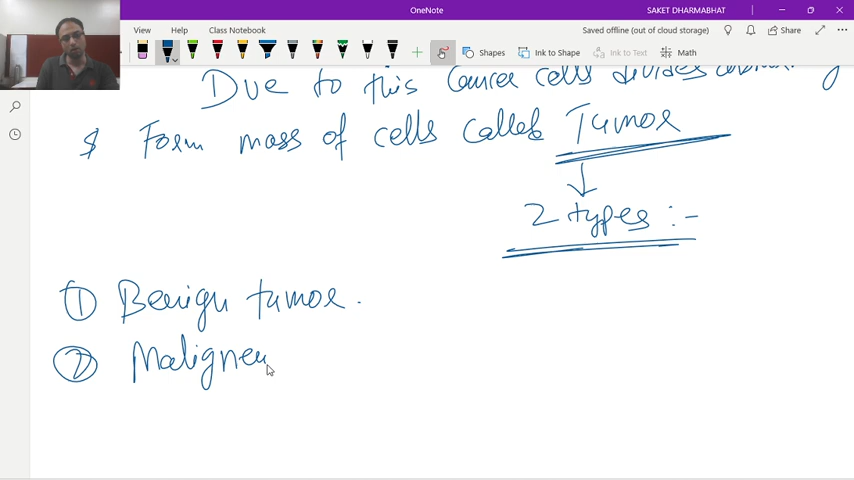 OneNote
SAKET DHARMABHAT
View Help Class Notebook
Saved offline (out of cloud storage)
Share
Shapes
Ink to Shape
Ink to Text
Math
Due to this Cancer cells divides
$ Form mass of cells called Tumor
2 types :-
1 Benign tumor.
2 Malignen